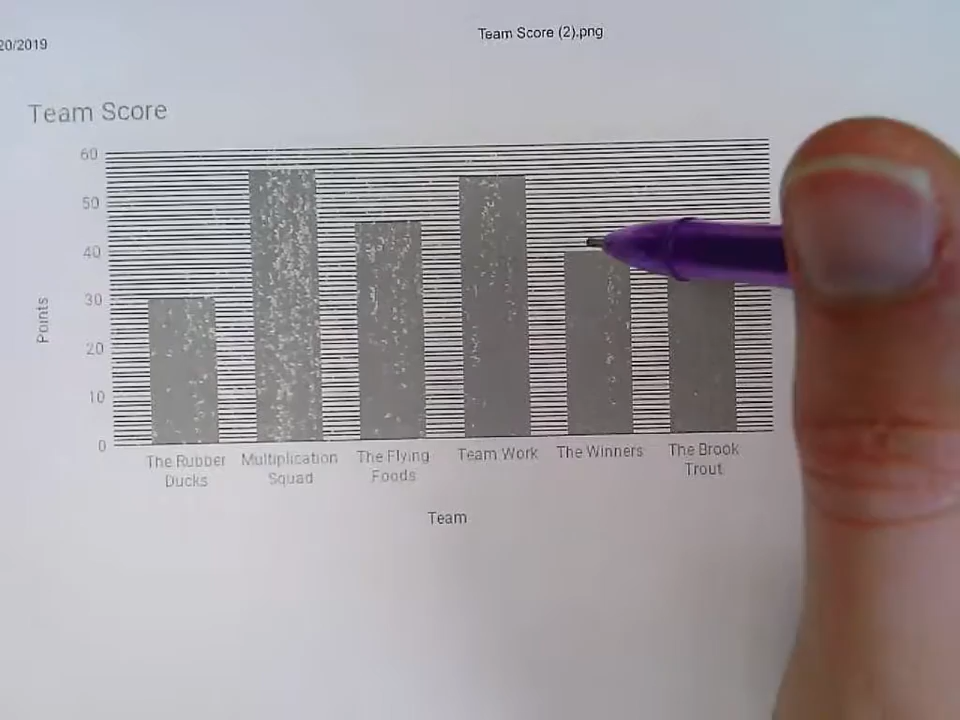 20/2019
Team Score (2).png
Team Score
60
50
40
30
20
10
0
Points
The Rubber Ducks
Multiplication Squad
The Flying Foods
Team Work
The Winners
The Brook Trout
Team